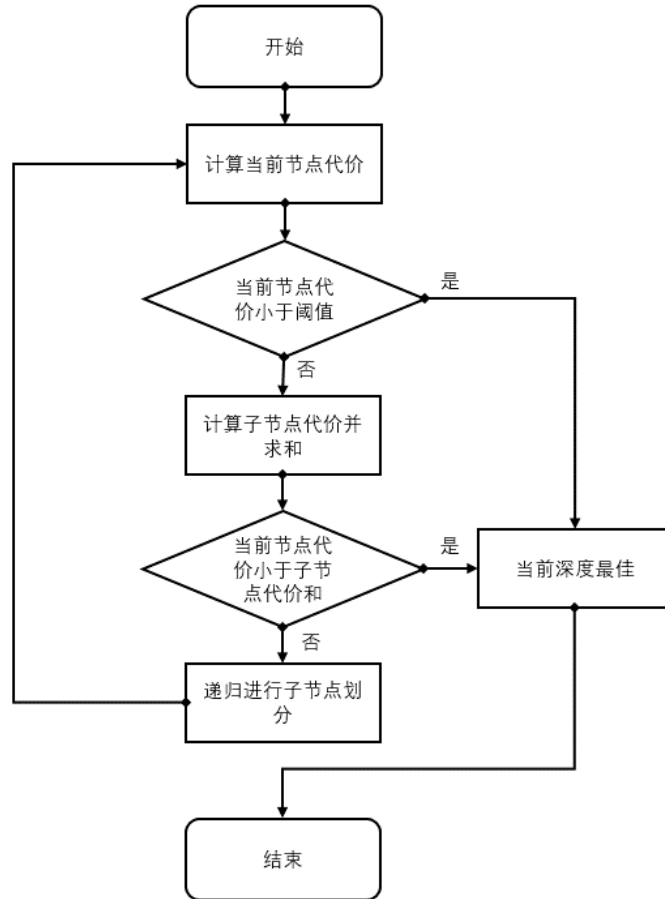 开始
计算当前节点代价
当前节点代
价小于阈值
是
否
计算子节点代价并
求和
当前节点代
价小于子节
点代价和
是
当前深度最佳
否
递归进行子节点划
分
结束